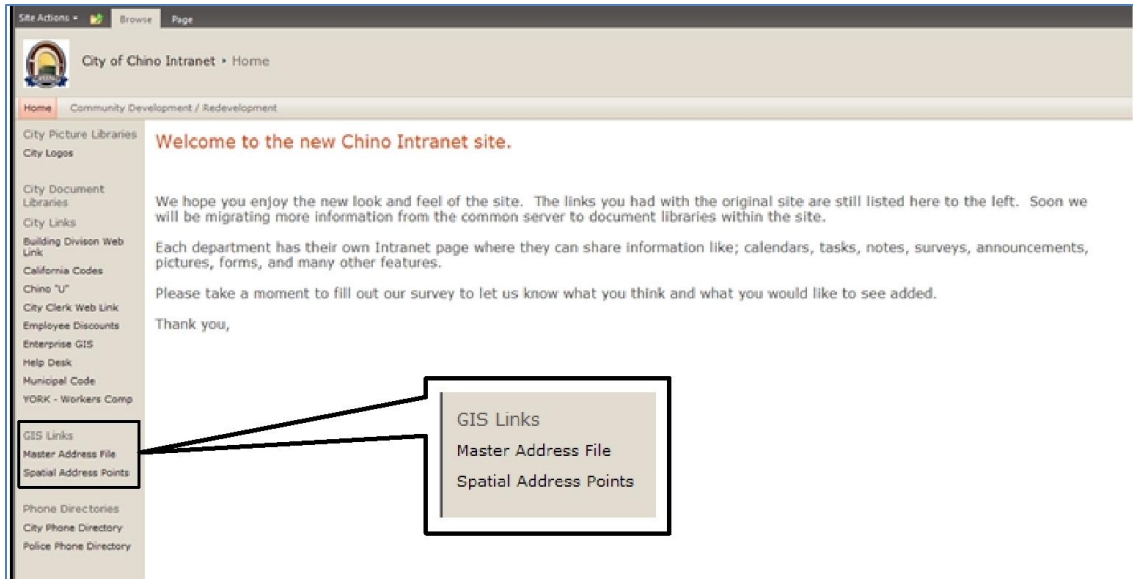 Site Actions
Browse
Page
City of Chino Intranet
Home
Home
Community Development / Redevelopment
City Picture Libraries
City Logos
City Document
Libraries
City Links
Building Divison Web
Link
California Codes
Chino "U"
City Clerk Web Link
Employee Discounts
Enterprise GIS
Help Desk
Municipal Code
YORK - Workers Comp
GIS Links
Master Address File
Spatial Address Points
Phone Directories
City Phone Directory
Police Phone Directory
Welcome to the new Chino Intranet site.
We hope you enjoy the new look and feel of the site. The links you had with the original site are still listed here to the left. Soon we
will be migrating more information from the common server to document libraries within the site.
Each department has their own Intranet page where they can share information like; calendars, tasks, notes, surveys, announcements,
pictures, forms, and many other features.
Please take a moment to fill out our survey to let us know what you think and what you would like to see added.
Thank you,
GIS Links
Master Address File
Spatial Address Points